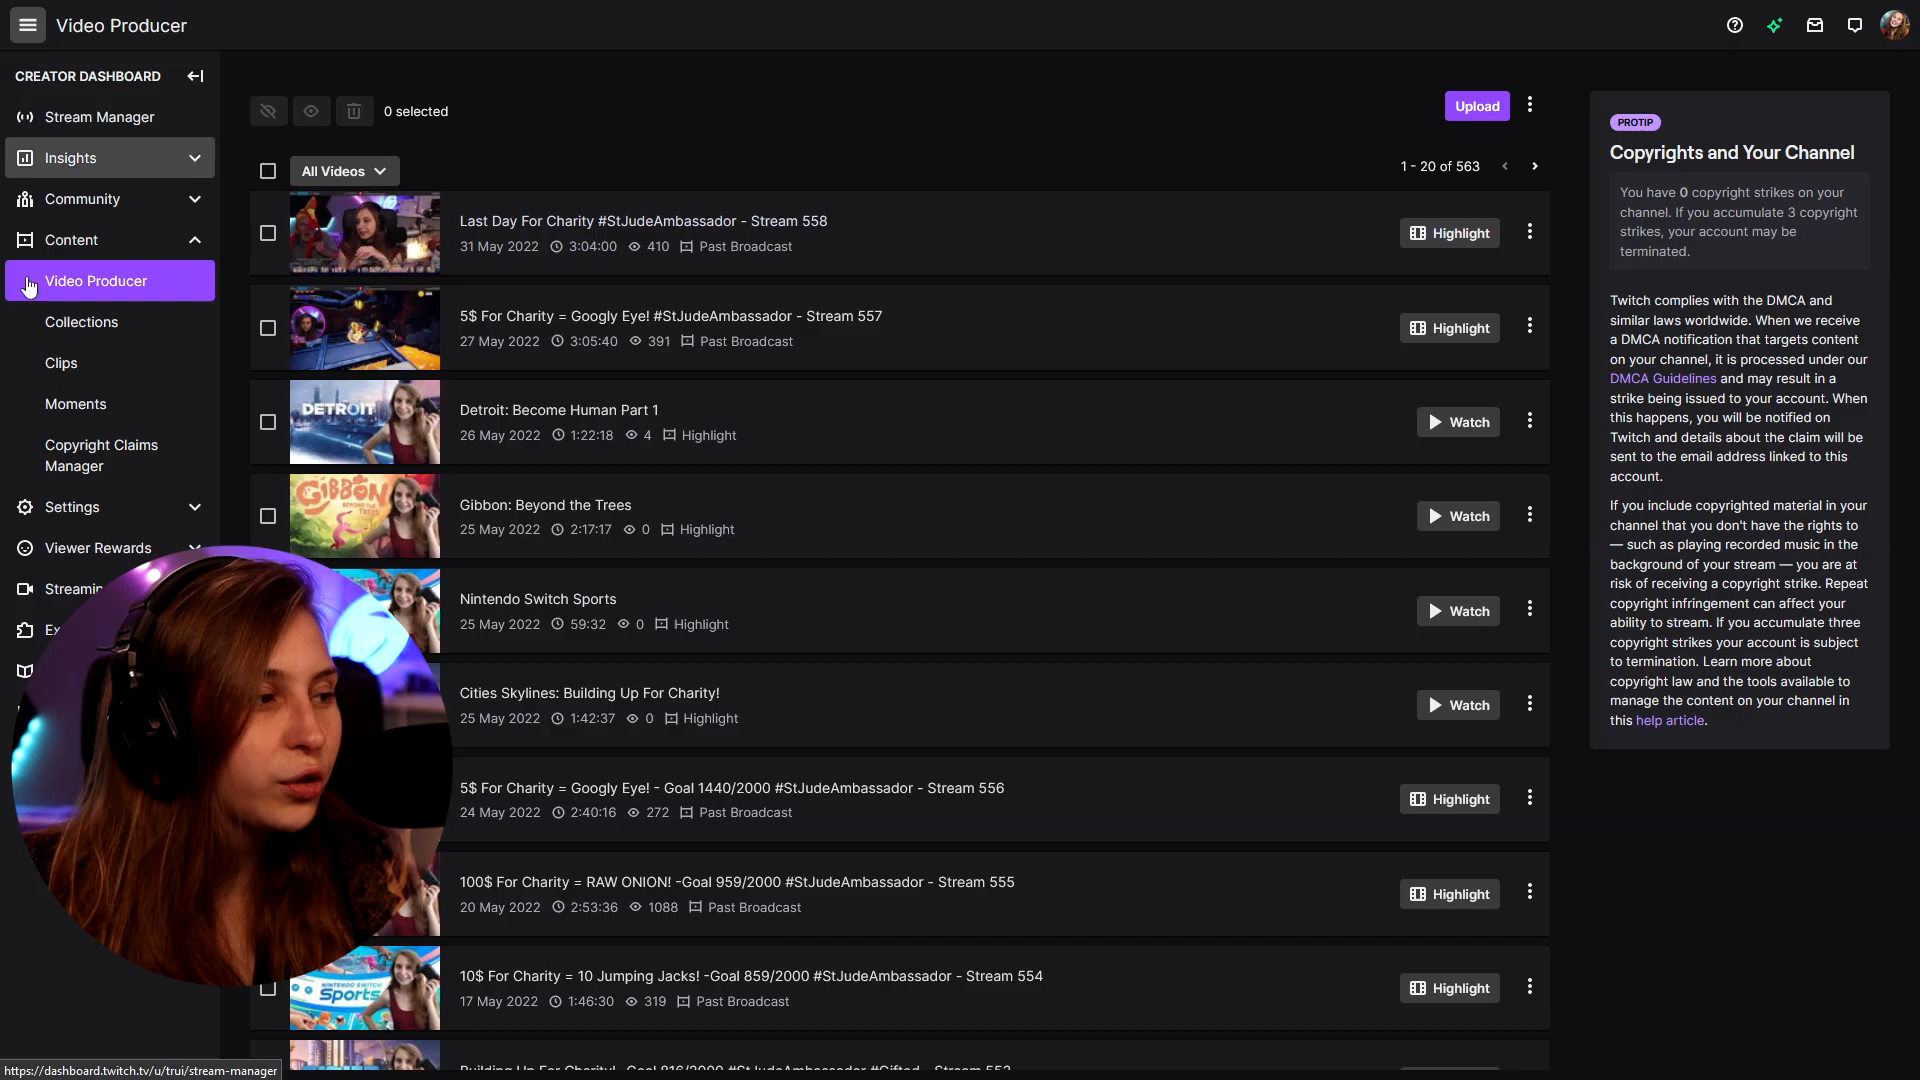 Video Producer
CREATOR DASHBOARD
Stream Manager
Insights
Community
Content
Video Producer
Collections
Clips
Moments
Copyright Claims
Manager
Settings
Viewer Rewards
0 selected
Upload
All Videos
1 - 20 of 563
Last Day For Charity #StJudeAmbassador - Stream 558
31 May 2022 3:04:00 410 Past Broadcast
Highlight
5$ For Charity = Googly Eye! #StJudeAmbassador - Stream 557
27 May 2022 3:05:40 391 Past Broadcast
Highlight
DETROIT
Detroit: Become Human Part 1
26 May 2022 1:22:18 4 Highlight
Watch
GIBBON
BEYOND THE TREES
Gibbon: Beyond the Trees
25 May 2022 2:17:17 0 Highlight
Watch
Nintendo Switch Sports
25 May 2022 59:32 0 Highlight
Watch
Cities Skylines: Building Up For Charity!
25 May 2022 1:42:37 0 Highlight
Watch
5$ For Charity = Googly Eye! - Goal 1440/2000 #StJudeAmbassador - Stream 556
24 May 2022 2:40:16 272 Past Broadcast
Highlight
100$ For Charity = RAW ONION! -Goal 959/2000 #StJudeAmbassador - Stream 555
20 May 2022 2:53:36 1088 Past Broadcast
Highlight
NINTENDO SWITCH
Sports
10$ For Charity = 10 Jumping Jacks! -Goal 859/2000 #StJudeAmbassador - Stream 554
17 May 2022 1:46:30 319 Past Broadcast
Highlight
Building Up For Charity! -Goal 816/2000 #StJudeAmbassador #Gifted - Stream 553
PROTIP
Copyrights and Your Channel
You have 0 copyright strikes on your
channel. If you accumulate 3 copyright
strikes, your account may be
terminated.
Twitch complies with the DMCA and
similar laws worldwide. When we receive
a DMCA notification that targets content
on your channel, it is processed under our
DMCA Guidelines and may result in a
strike being issued to your account. When
this happens, you will be notified on
Twitch and details about the claim will be
sent to the email address linked to this
account.
If you include copyrighted material in your
channel that you don't have the rights to
— such as playing recorded music in the
background of your stream — you are at
risk of receiving a copyright strike. Repeat
copyright infringement can affect your
ability to stream. If you accumulate three
copyright strikes your account is subject
to termination. Learn more about
copyright law and the tools available to
manage the content on your channel in
this help article.
https://dashboard.twitch.tv/u/trui/stream-manager